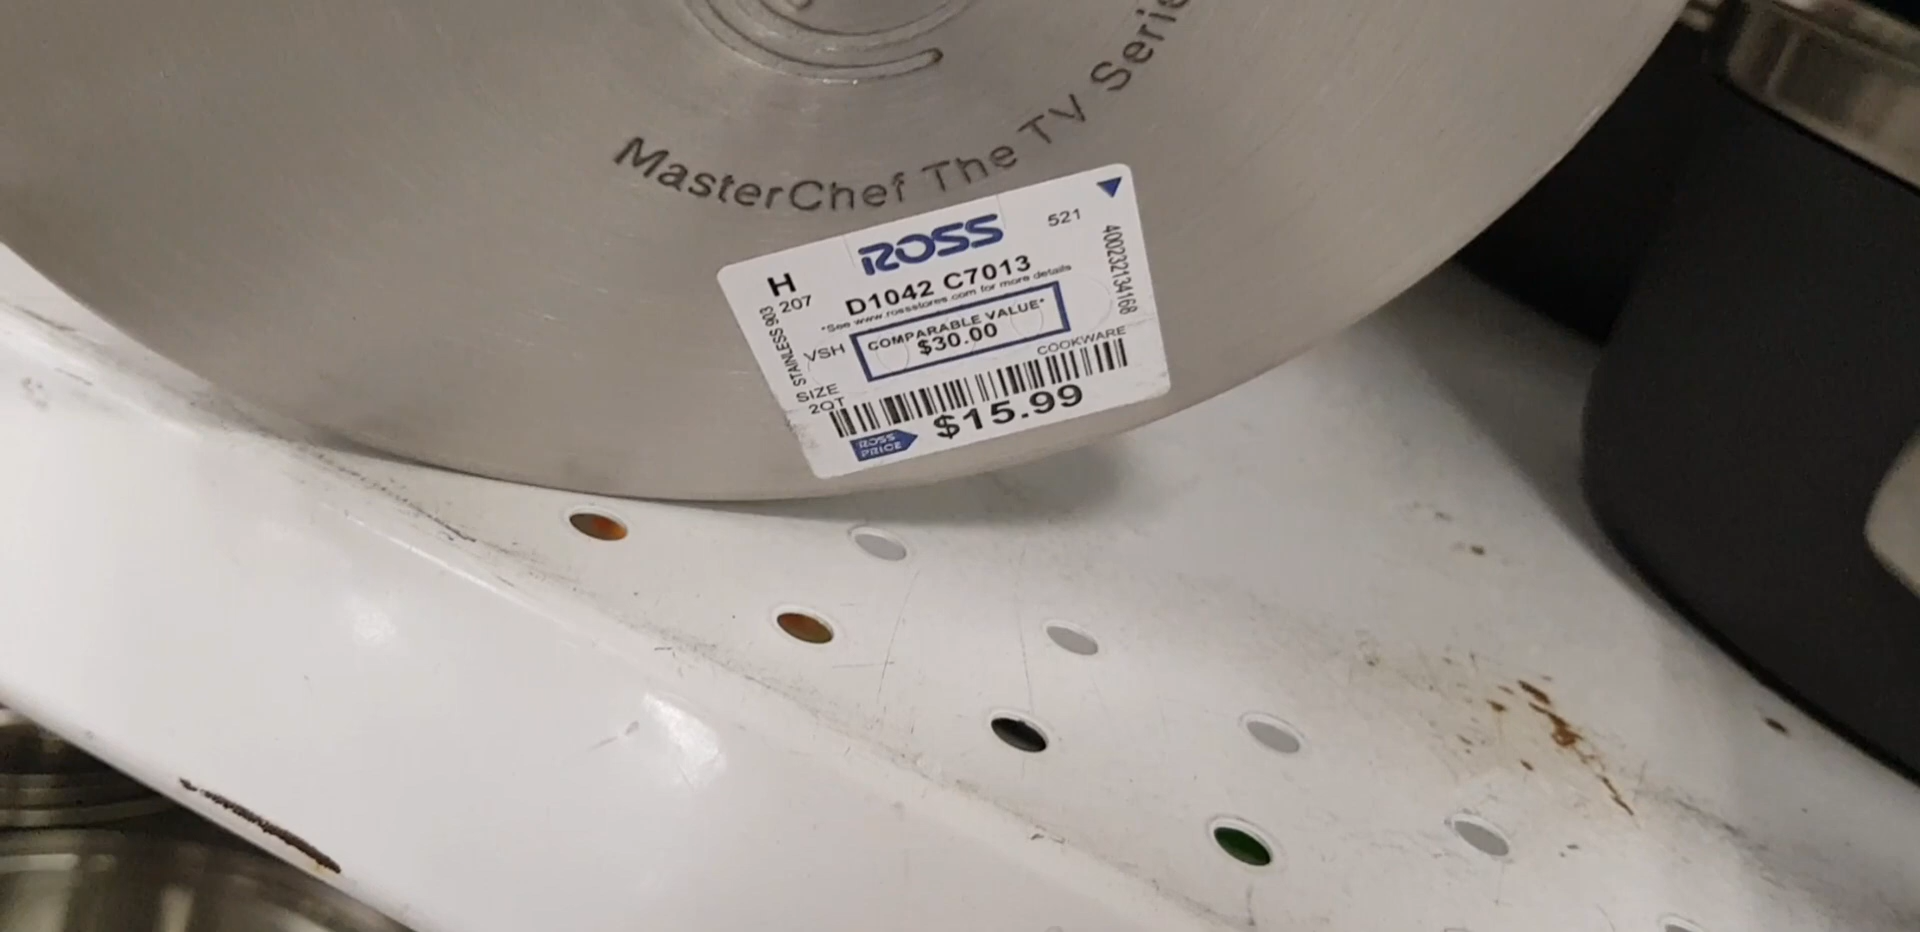 MasterChef The TV Serie
ROSS
521
H
207
D1042 C7013
*See www.rossstores.com for more details
COMPARABLE VALUE*
$30.00
VSH
COOKWARE
STAINLESS 903
400232134168
SIZE
2QT
$15.99
ROSS
PRICE